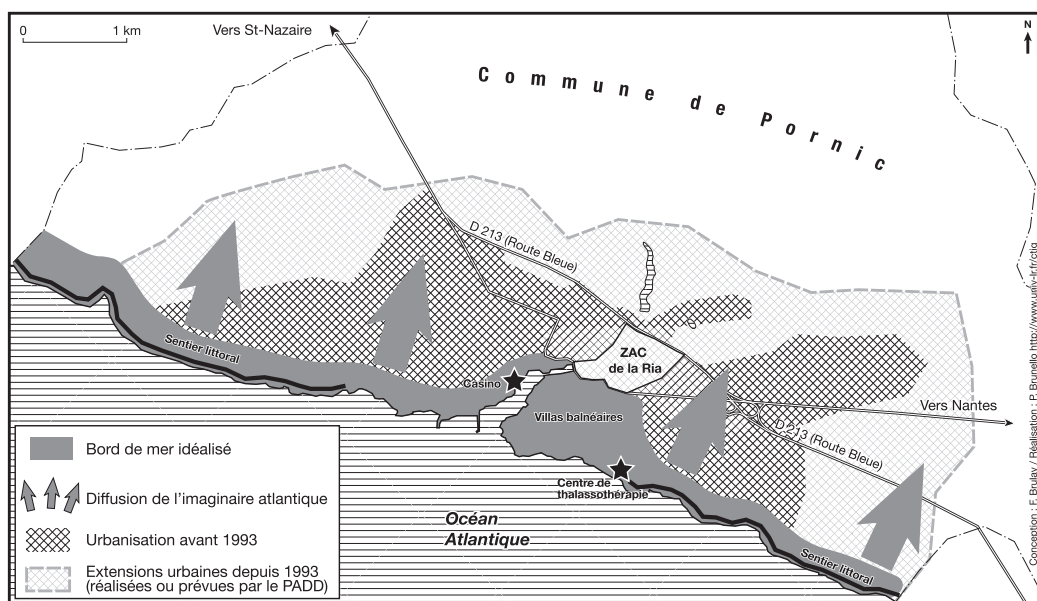 0 1 km
Vers St-Nazaire
N
Commune de Pornic
D 213 (Route Bleue)
ZAC
de la Ria
Sentier littoral
Casino
Villas balnéaires
Vers Nantes
D 213 (Route Bleue)
Centre de
thalassothérapie
Océan
Atlantique
Sentier littoral
Bord de mer idéalisé
Diffusion de l'imaginaire atlantique
Urbanisation avant 1993
Extensions urbaines depuis 1993
(réalisées ou prévues par le PADD)
Conception : F. Brulay / Réalisation : P. Brunello http://www.univ-lr.fr/ctig